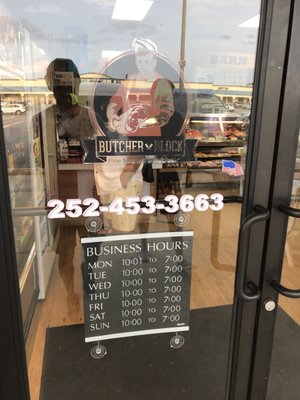 BUTCHER BLOCK
252-453-3663
BUSINESS HOURS
MON 10:01 TO 7:00
TUE 10:00 TO 7:00
WED 10:00 TO 7:00
THU 10:00 TO 7:00
FRI 10:00 TO 7:00
SAT 10:00 TO 7:00
SUN 10:00 TO 7:00